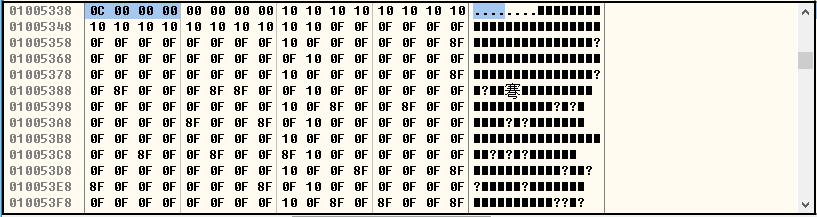 01005338 0C 00 00 00 00 00 00 00 10 10 10 10 10 10 10 10
01005348 10 10 10 10 10 10 10 10 10 10 0F 0F 0F 0F 0F 0F
01005358 0F 0F 0F 0F 0F 0F 0F 0F 10 0F 0F 0F 0F 0F 0F 8F ?
01005368 0F 0F 0F 0F 0F 0F 0F 0F 0F 10 0F 0F 0F 0F 0F 0F
01005378 0F 0F 0F 0F 0F 0F 0F 0F 10 0F 0F 0F 0F 0F 0F 8F ?
01005388 0F 8F 0F 0F 0F 8F 8F 0F 0F 10 0F 0F 0F 0F 0F 0F ?
01005398 0F 0F 0F 0F 0F 0F 0F 0F 10 0F 8F 0F 0F 8F 0F 0F ? ?
010053A8 0F 0F 0F 0F 8F 0F 0F 8F 0F 10 0F 0F 0F 0F 0F 0F ? ?
010053B8 0F 0F 0F 0F 0F 0F 0F 0F 10 0F 0F 0F 0F 0F 0F 0F
010053C8 0F 0F 8F 0F 0F 8F 0F 0F 8F 10 0F 0F 0F 0F 0F 0F ? ? ?
010053D8 0F 0F 0F 0F 0F 0F 0F 0F 10 0F 0F 8F 0F 0F 0F 8F ? ?
010053E8 8F 0F 0F 0F 0F 0F 0F 8F 0F 10 0F 0F 0F 0F 0F 0F ? ?
010053F8 0F 0F 0F 0F 0F 0F 0F 0F 10 0F 8F 0F 8F 0F 0F 8F ???